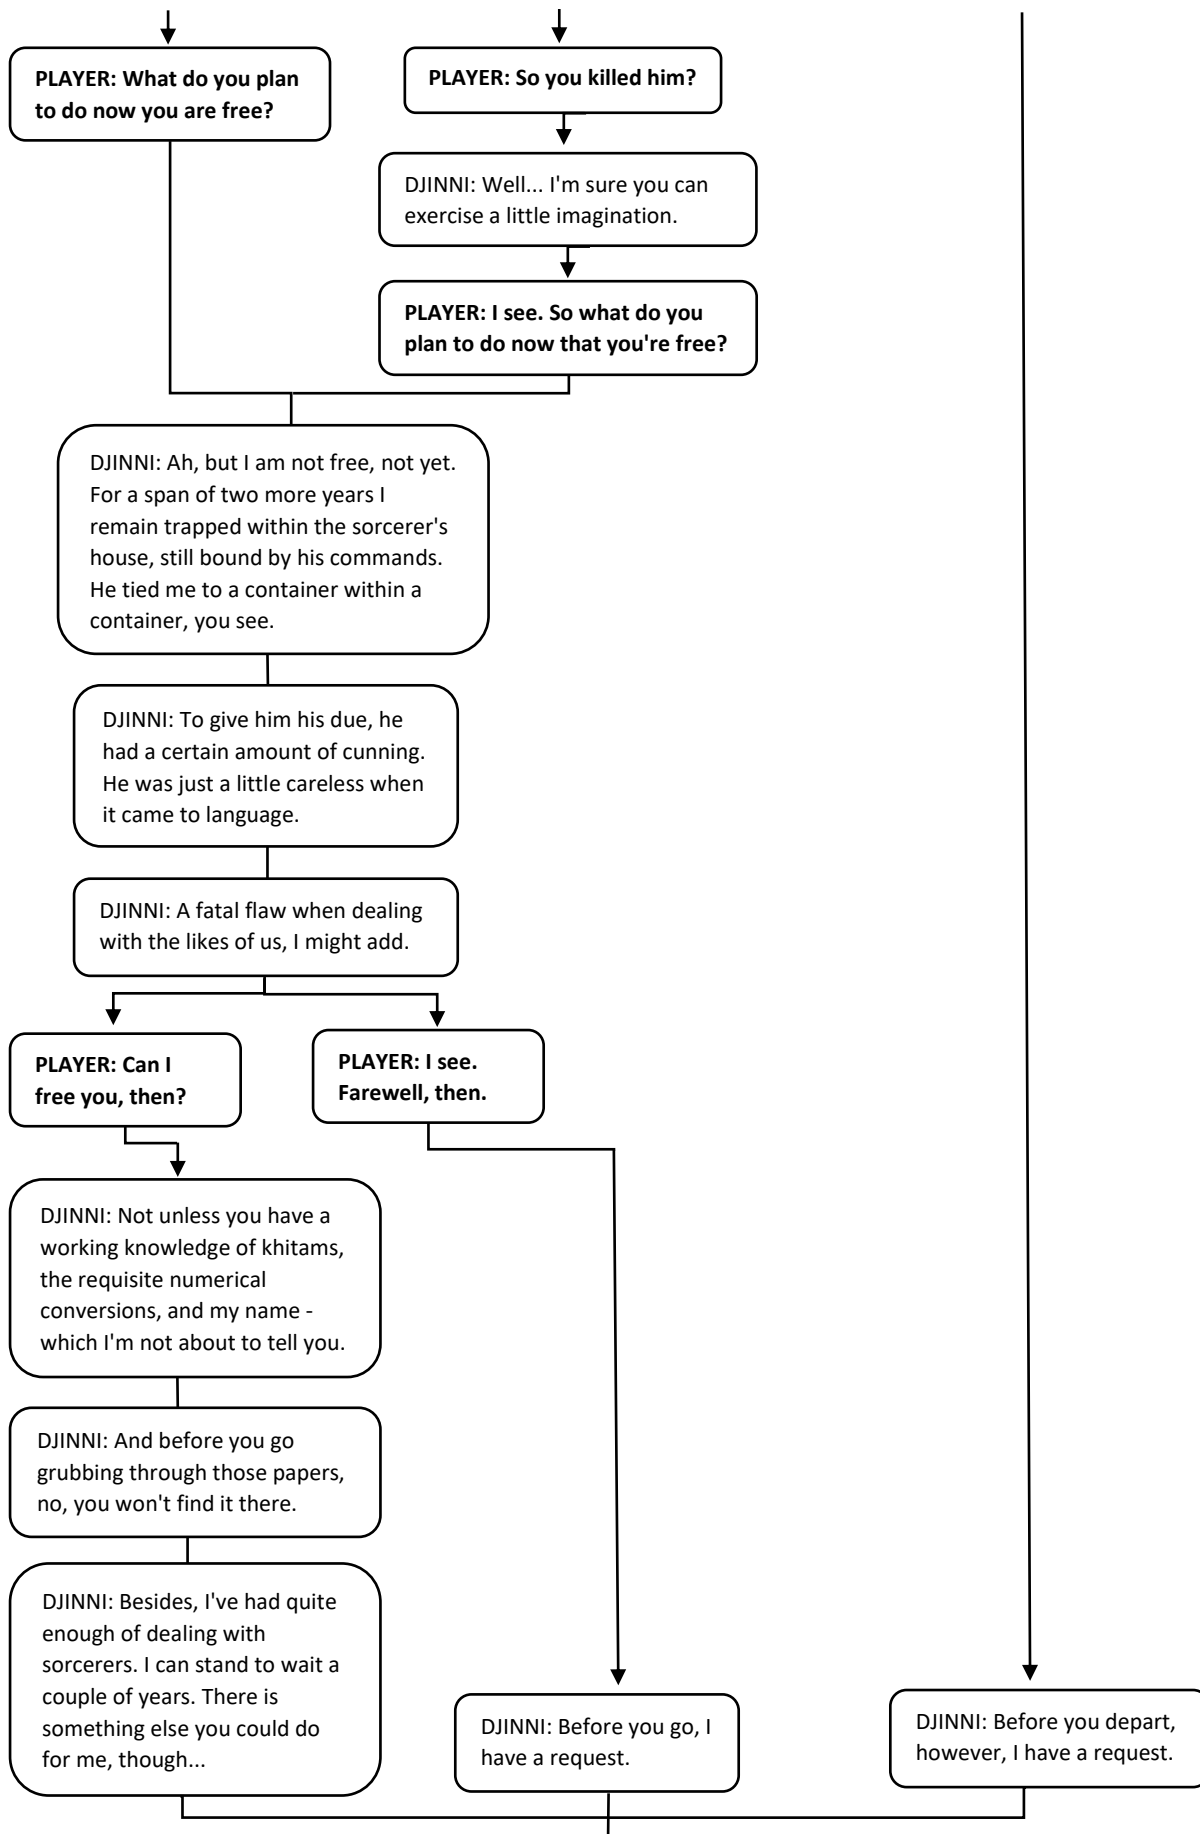 PLAYER: What do you plan
to do now you are free?
PLAYER: So you killed him?
DJINNI: Well... I'm sure you can
exercise a little imagination.
PLAYER: I see. So what do you
plan to do now that you're free?
DJINNI: Ah, but I am not free, not yet.
For a span of two more years I
remain trapped within the sorcerer's
house, still bound by his commands.
He tied me to a container within a
container, you see.
DJINNI: To give him his due, he
had a certain amount of cunning.
He was just a little careless when
it came to language.
DJINNI: A fatal flaw when dealing
with the likes of us, I might add.
PLAYER: Can I
free you, then?
PLAYER: I see.
Farewell, then.
DJINNI: Not unless you have a
working knowledge of khitams,
the requisite numerical
conversions, and my name -
which I'm not about to tell you.
DJINNI: And before you go
grubbing through those papers,
no, you won't find it there.
DJINNI: Besides, I've had quite
enough of dealing with
sorcerers. I can stand to wait a
couple of years. There is
something else you could do
for me, though...
DJINNI: Before you go, I
have a request.
DJINNI: Before you depart,
however, I have a request.